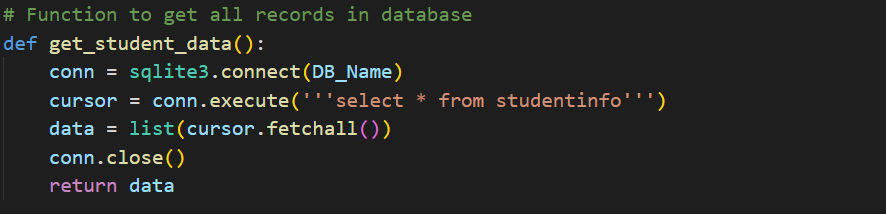 # Function to get all records in database
def get_student_data():
    conn = sqlite3.connect(DB_Name)
    cursor = conn.execute('''select * from studentinfo''')
    data = list(cursor.fetchall())
    conn.close()
    return data